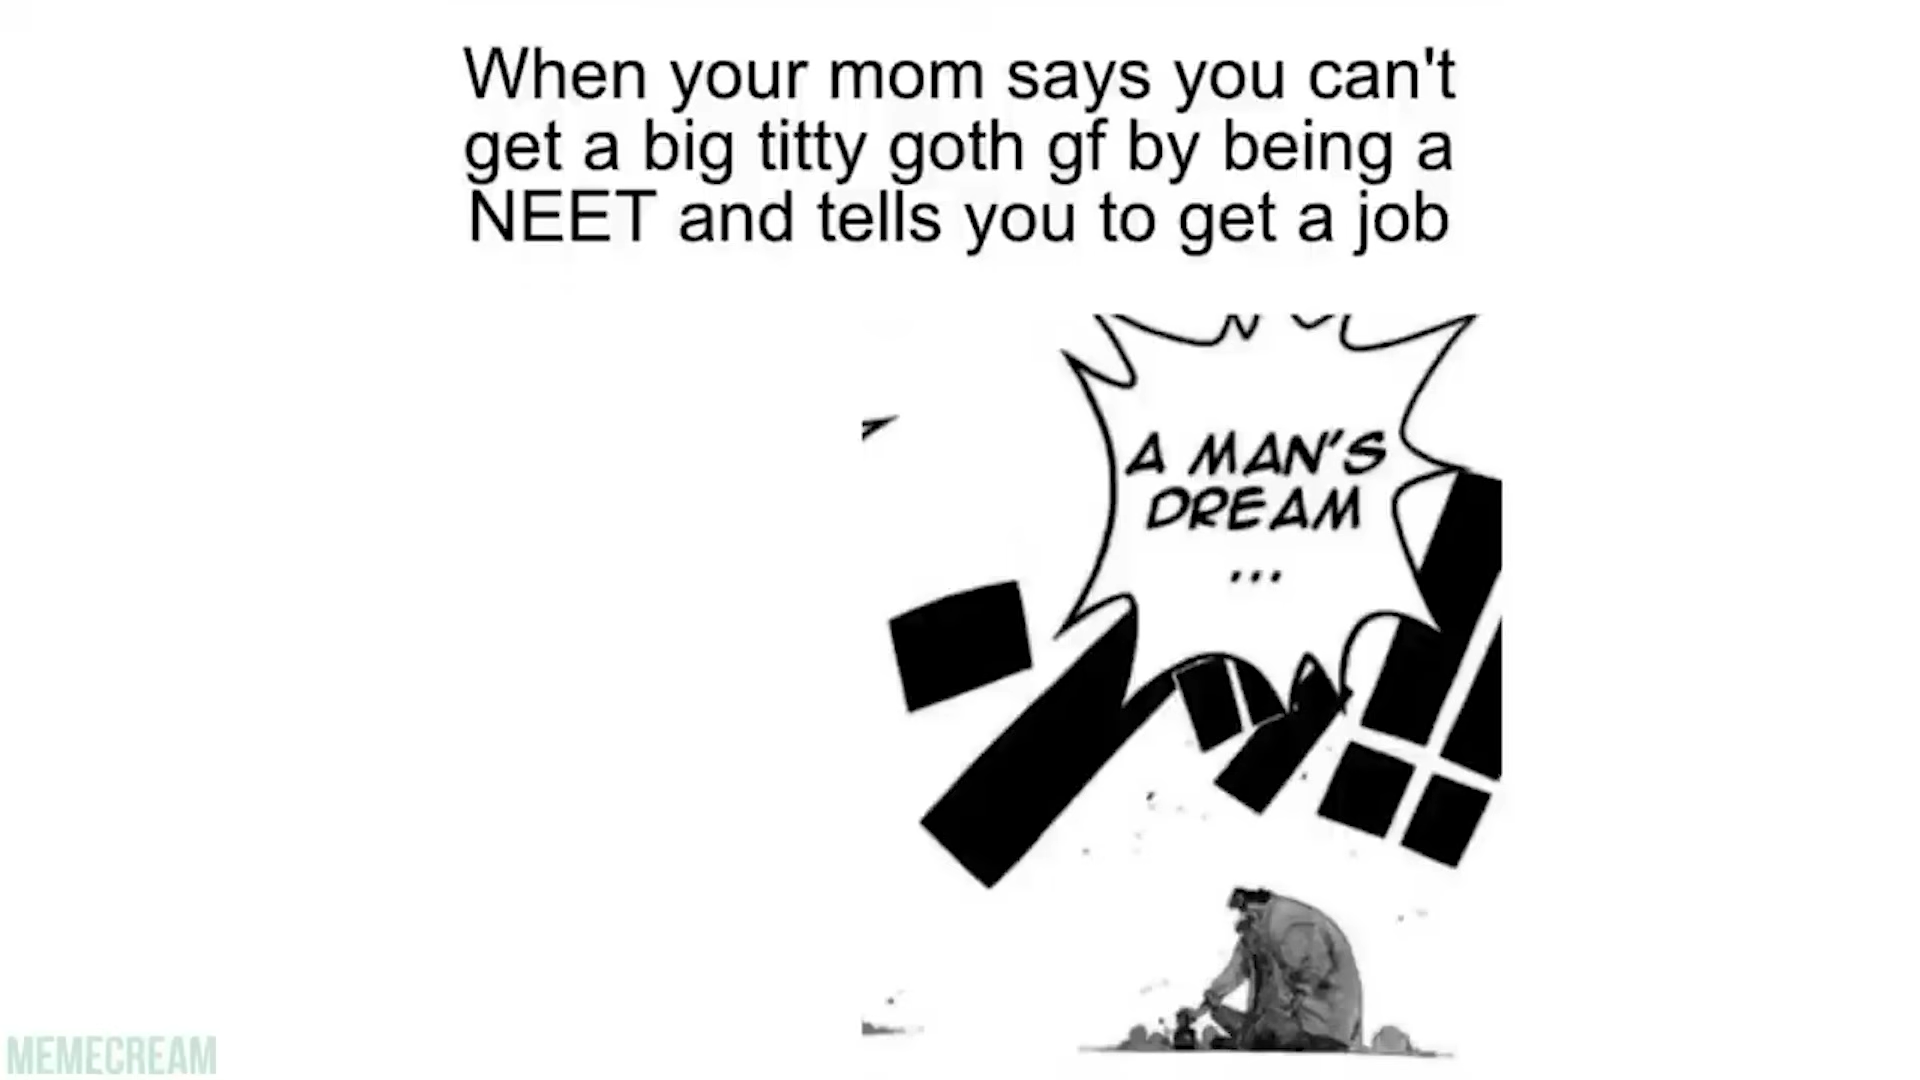 When your mom says you can't
get a big titty goth gf by being a
NEET and tells you to get a job
A MAN'S
DREAM
...
MEMECREAM